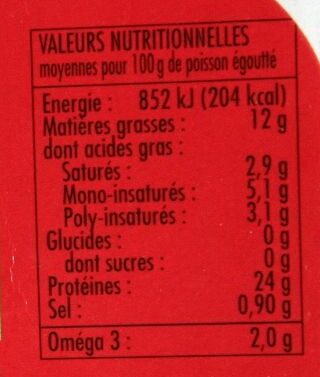 VALEURS NUTRITIONNELLES
moyennes pour 100 g de poisson égoutté
Energie : 852 kJ (204 kcal)
Matières grasses : 12 g
dont acides gras :
Saturés : 2,9 g
Mono-insaturés : 5,1 g
Poly-insaturés : 3,1 g
Glucides : 0 g
dont sucres : 0 g
Protéines : 24 g
Sel : 0,90 g
Oméga 3 : 2,0 g